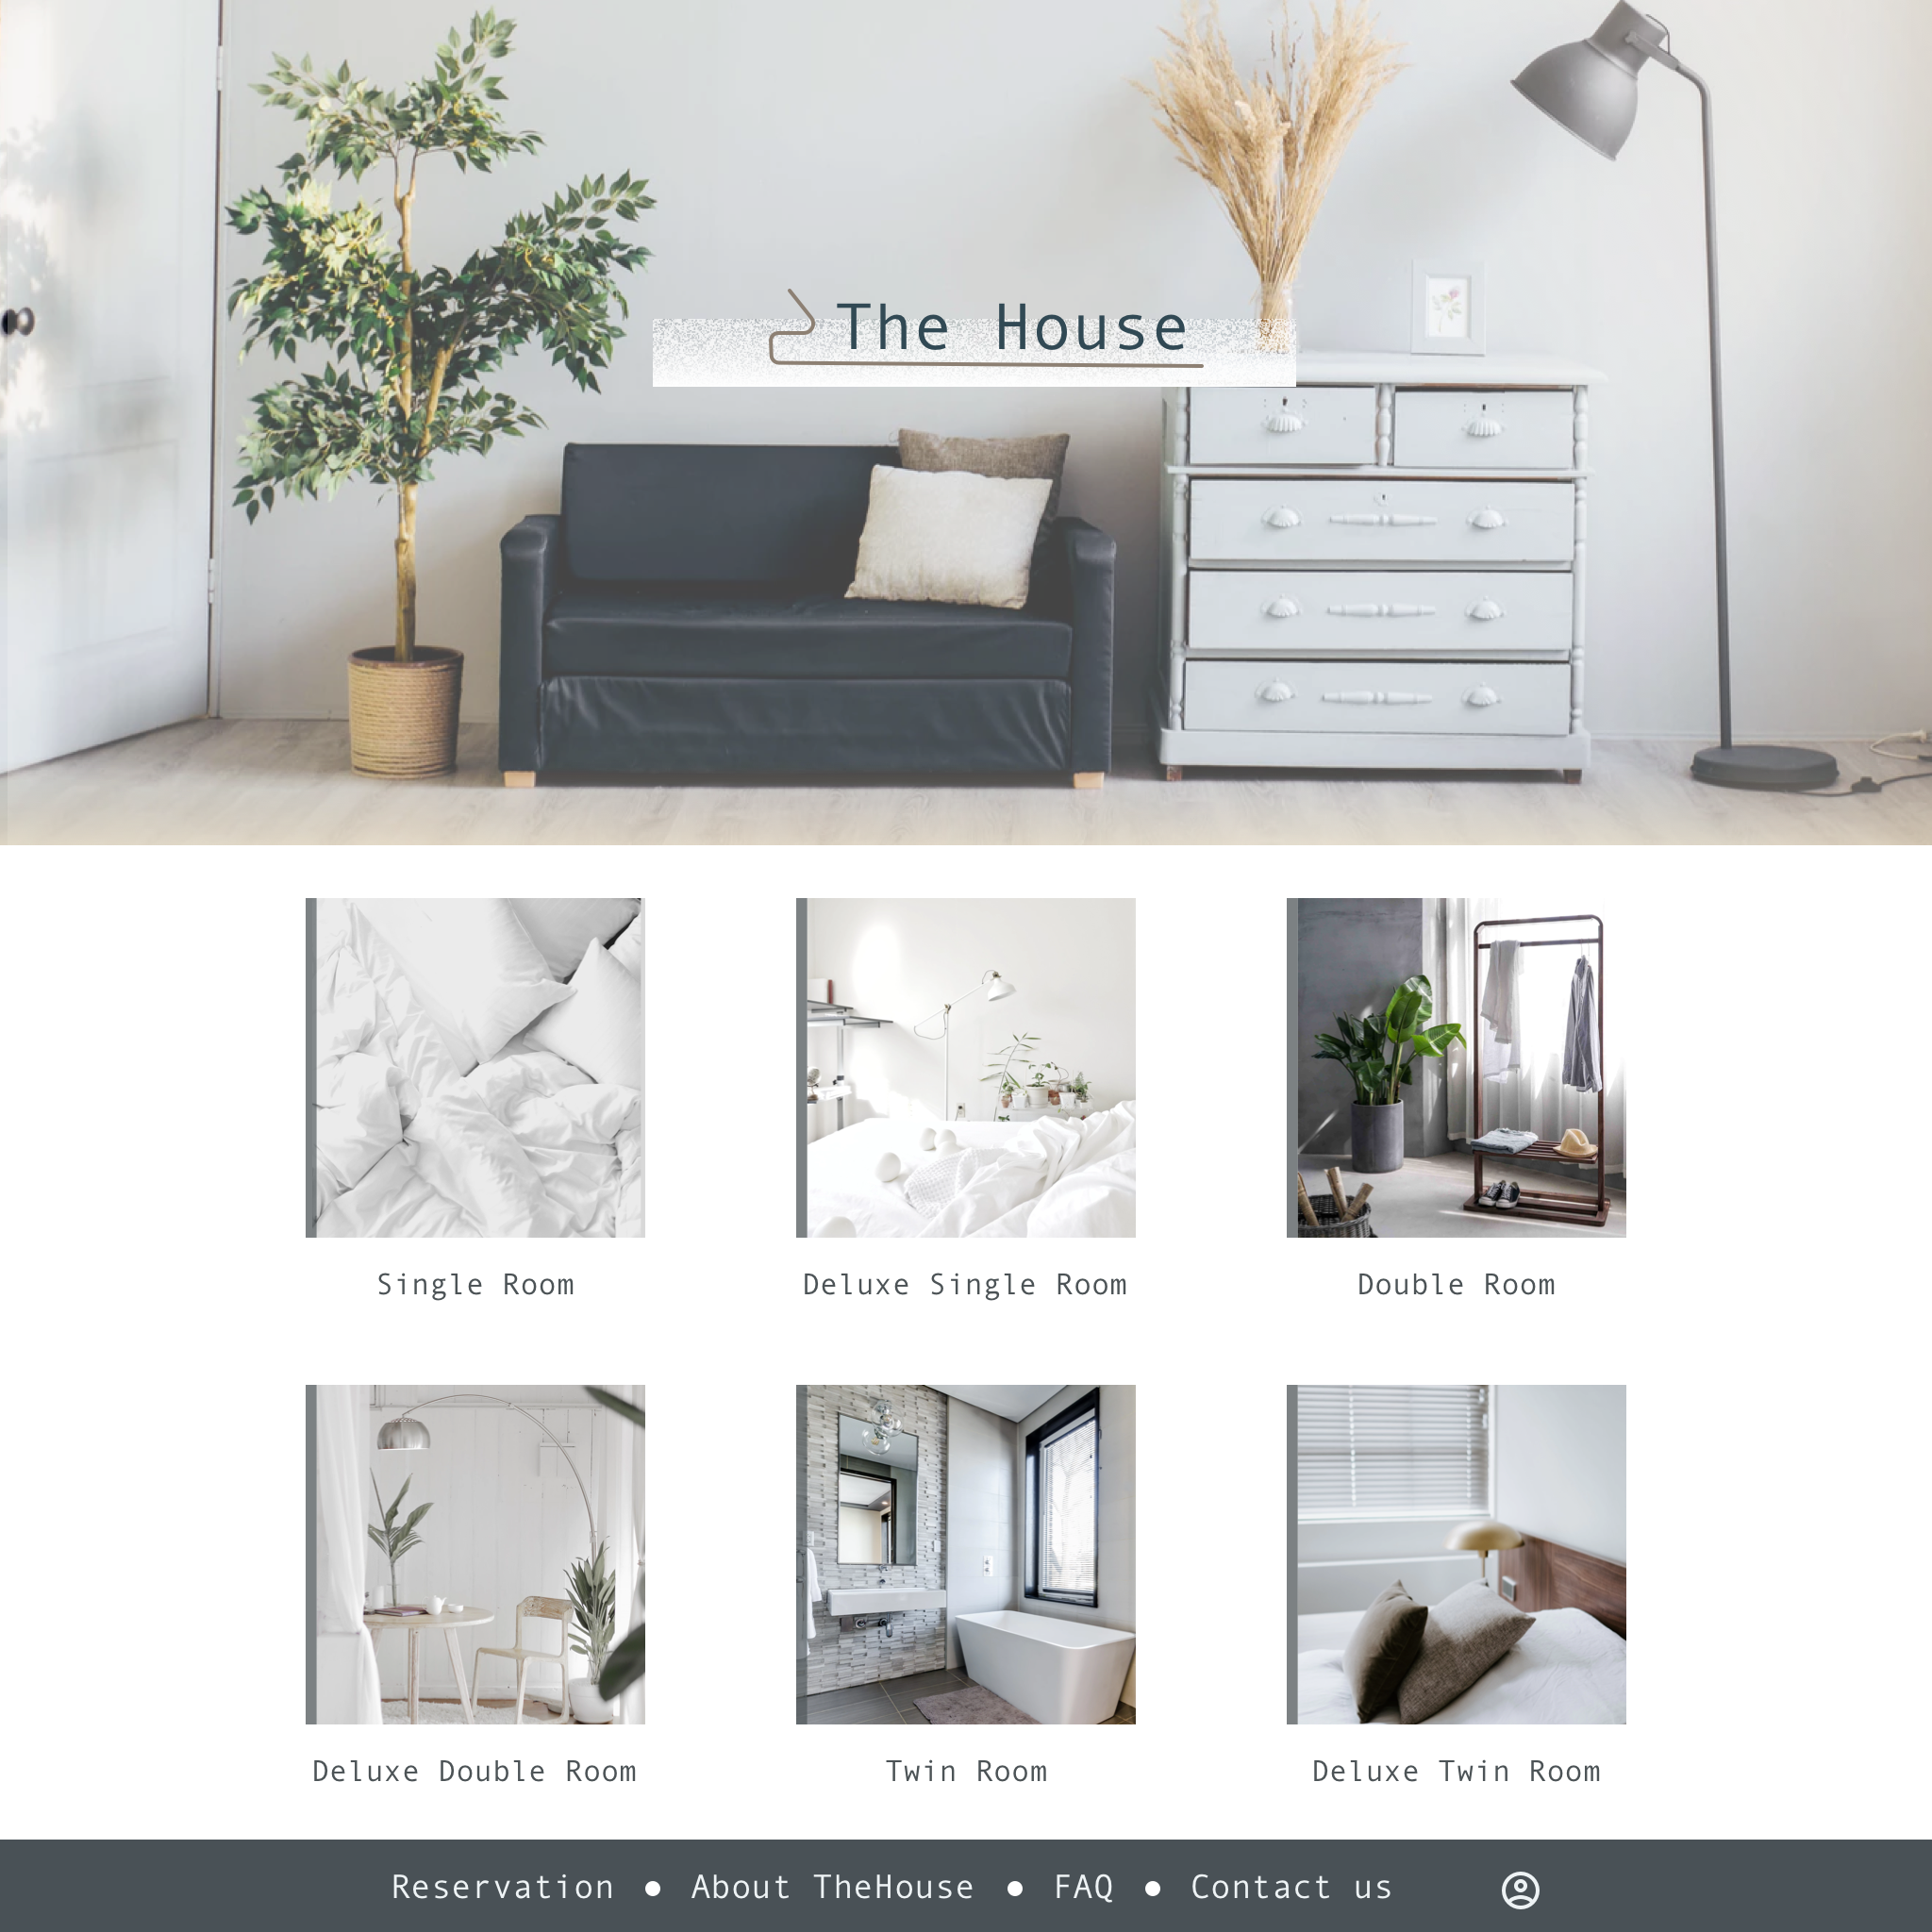 The House
Single Room
Deluxe Single Room
Double Room
Deluxe Double Room
Twin Room
Deluxe Twin Room
Reservation ● About TheHouse ● FAQ ● Contact us